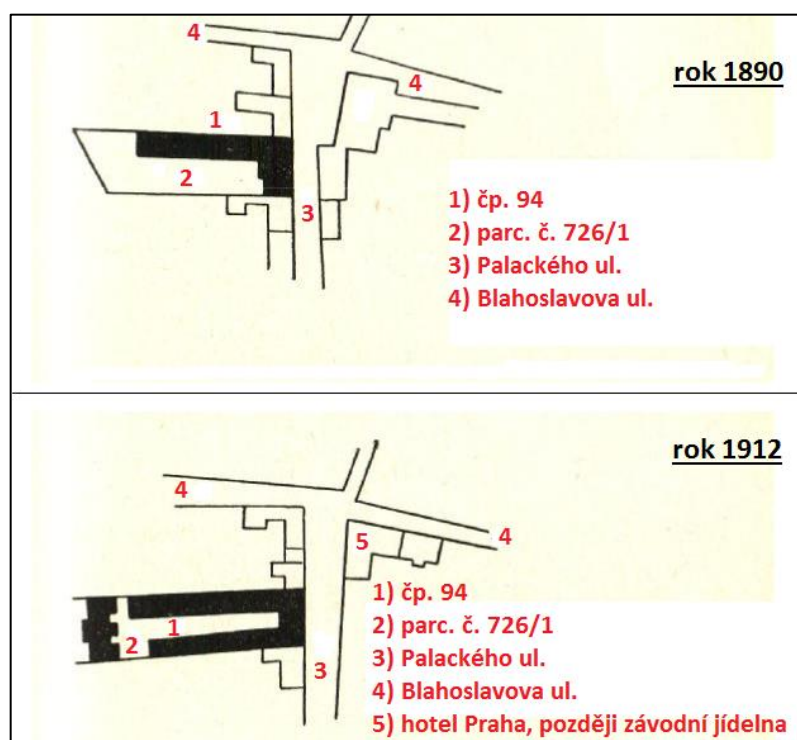 4
rok 1890
4
1
2
3
1) čp. 94
2) parc. č. 726/1
3) Palackého ul.
4) Blahoslavova ul.
rok 1912
4
5
4
1
2
3
1) čp. 94
2) parc. č. 726/1
3) Palackého ul.
4) Blahoslavova ul.
5) hotel Praha, později závodní jídelna